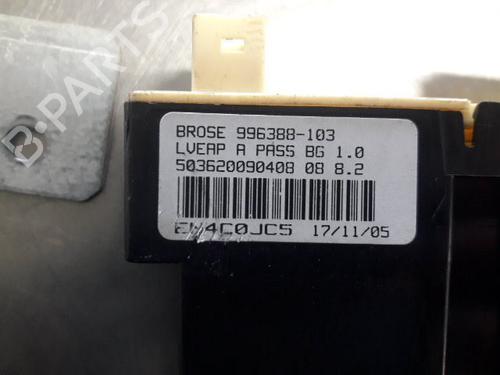 BROSE 996388-103
LVEAP A PASS BG 1.0
503620090408 08 8.2
17/11/05
B-PARTS